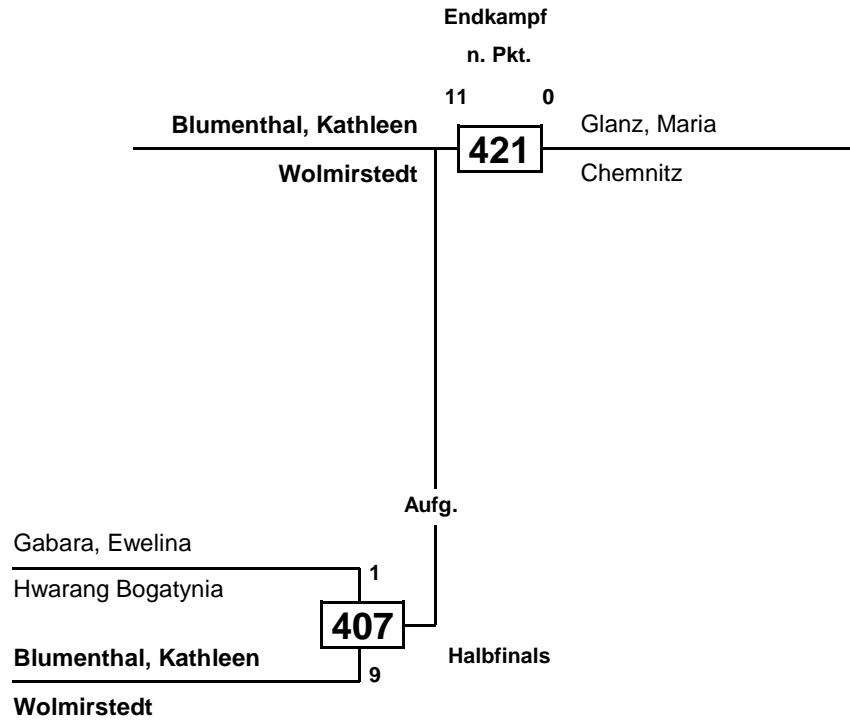 Endkampf
n. Pkt.
11 0
Blumenthal, Kathleen 421 Glanz, Maria
Wolmirstedt Chemnitz
Aufg.
Gabara, Ewelina
1
Hwarang Bogatynia
407
Blumenthal, Kathleen Halbfinals
9
Wolmirstedt